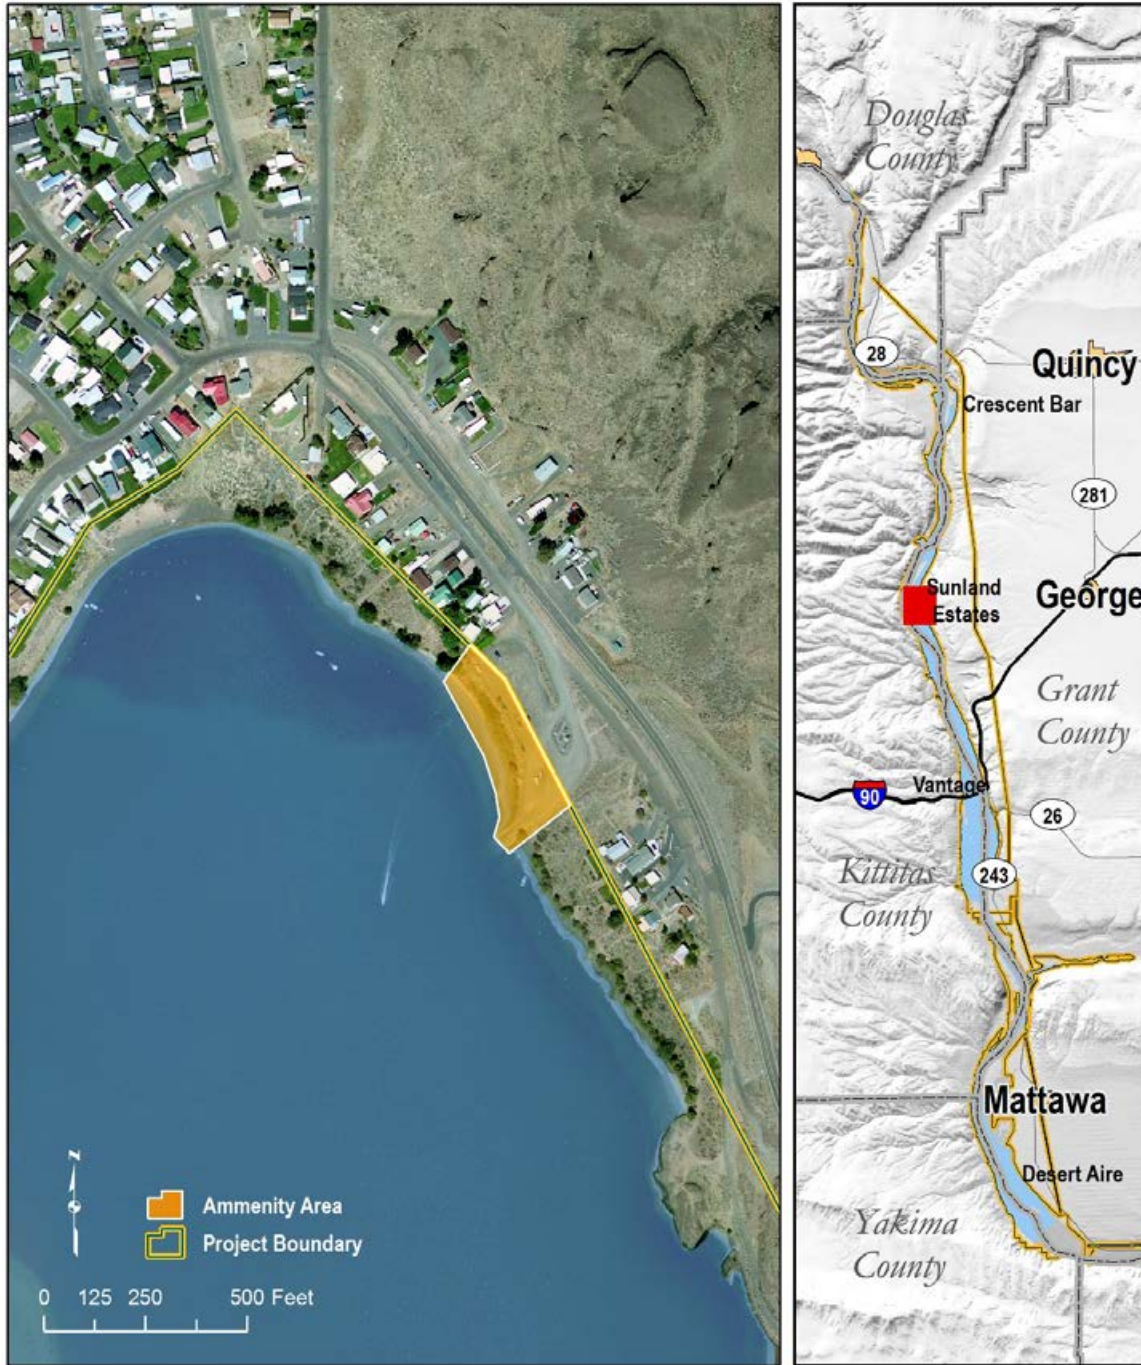 N
Ammenity Area
Project Boundary
0 125 250 500 Feet
Douglas
County
28
Quincy
Crescent Bar
281
Sunland
Estates
George
Grant
County
Vantage
90
26
Kittitas
County
243
Mattawa
Desert Aire
Yakima
County